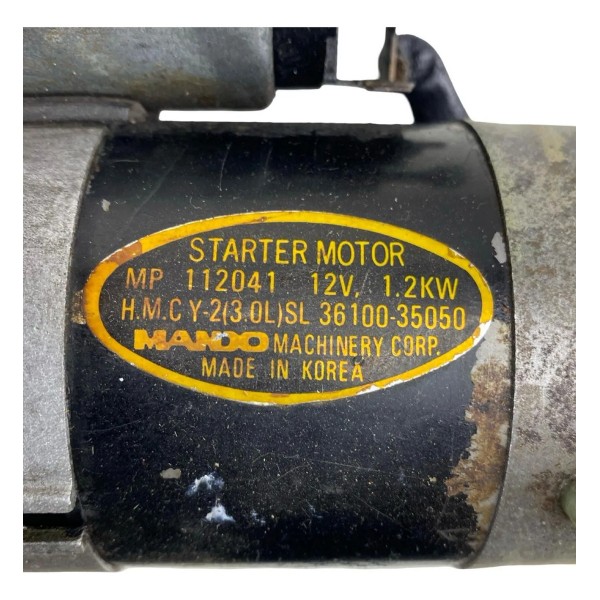 STARTER MOTOR
MP 112041 12V, 1.2KW
H.M.C Y-2(3.0L)SL 36100-35050
MANDO MACHINERY CORP.
MADE IN KOREA